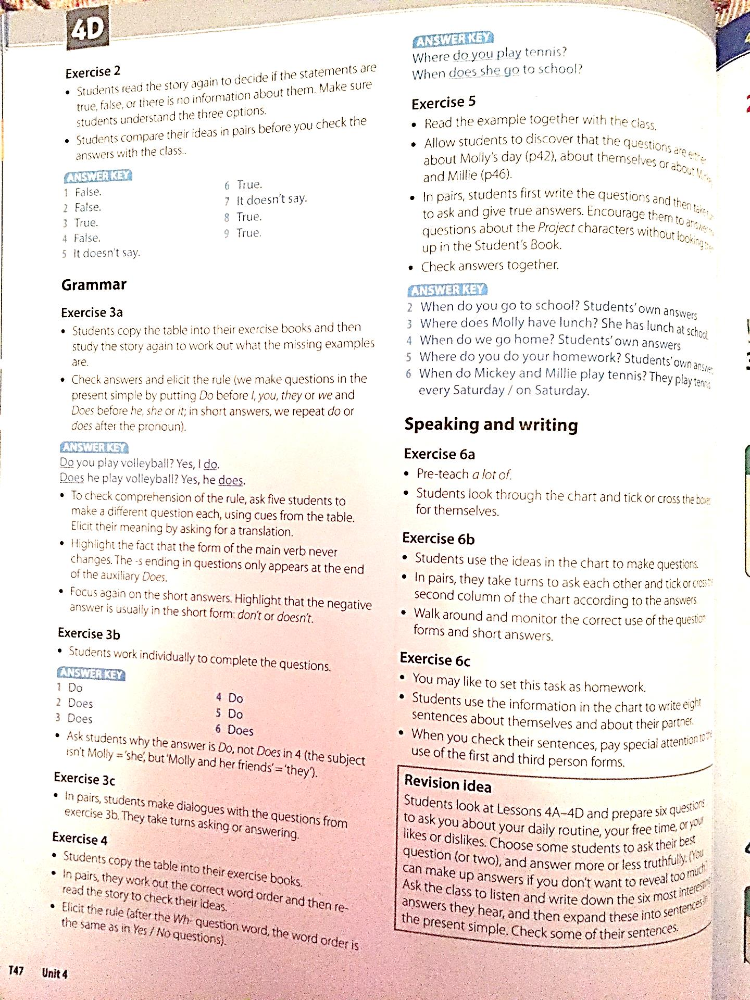 4D
Exercise 2
• Students read the story again to decide if the statements are
true, false, or there is no information about them. Make sure
students understand the three options.
• Students compare their ideas in pairs before you check the
answers with the class..
ANSWER KEY
1 False.
2 False.
3 True.
4 False.
5 It doesn't say.
6 True.
7 It doesn't say.
8 True.
9 True.
Grammar
Exercise 3a
• Students copy the table into their exercise books and then
study the story again to work out what the missing examples
are.
• Check answers and elicit the rule (we make questions in the
present simple by putting Do before I, you, they or we and
Does before he, she or it; in short answers, we repeat do or
does after the pronoun).
ANSWER KEY
Do you play volleyball? Yes, I do.
Does he play volleyball? Yes, he does.
• To check comprehension of the rule, ask five students to
make a different question each, using cues from the table.
Elicit their meaning by asking for a translation.
• Highlight the fact that the form of the main verb never
changes. The -s ending in questions only appears at the end
of the auxiliary Does.
• Focus again on the short answers. Highlight that the negative
answer is usually in the short form: don't or doesn't.
Exercise 3b
• Students work individually to complete the questions.
ANSWER KEY
1 Do
2 Does
3 Does
4 Do
5 Do
6 Does
• Ask students why the answer is Do, not Does in 4 (the subject
isn't Molly = 'she', but 'Molly and her friends' = 'they').
Exercise 3c
• In pairs, students make dialogues with the questions from
exercise 3b. They take turns asking or answering.
Exercise 4
• Students copy the table into their exercise books.
• In pairs, they work out the correct word order and then re-
read the story to check their ideas.
• Elicit the rule (after the Wh- question word, the word order is
the same as in Yes / No questions).
T47 Unit 4
ANSWER KEY
Where do you play tennis?
When does she go to school?
Exercise 5
• Read the example together with the class.
• Allow students to discover that the questions are either
about Molly's day (p42), about themselves or about
and Millie (p46).
• In pairs, students first write the questions and then take
to ask and give true answers. Encourage them to answer
questions about the Project characters without looking
up in the Student's Book.
• Check answers together.
ANSWER KEY
2 When do you go to school? Students' own answers
3 Where does Molly have lunch? She has lunch at school.
4 When do we go home? Students' own answers
5 Where do you do your homework? Students' own
6 When do Mickey and Millie play tennis? They play tennis
every Saturday / on Saturday.
Speaking and writing
Exercise 6a
• Pre-teach a lot of.
• Students look through the chart and tick or cross the boxes
for themselves.
Exercise 6b
• Students use the ideas in the chart to make questions.
• In pairs, they take turns to ask each other and tick or cross
second column of the chart according to the answers
• Walk around and monitor the correct use of the question
forms and short answers.
Exercise 6c
• You may like to set this task as homework.
• Students use the information in the chart to write eight
sentences about themselves and about their partner.
• When you check their sentences, pay special attention to the
use of the first and third person forms.
Revision idea
Students look at Lessons 4A–4D and prepare six questions
to ask you about your daily routine, your free time, or your
likes or dislikes. Choose some students to ask their best
question (or two), and answer more or less truthfully. (You
can make up answers if you don't want to reveal too much)
Ask the class to listen and write down the six most interesting
answers they hear, and then expand these into sentences in
the present simple. Check some of their sentences.